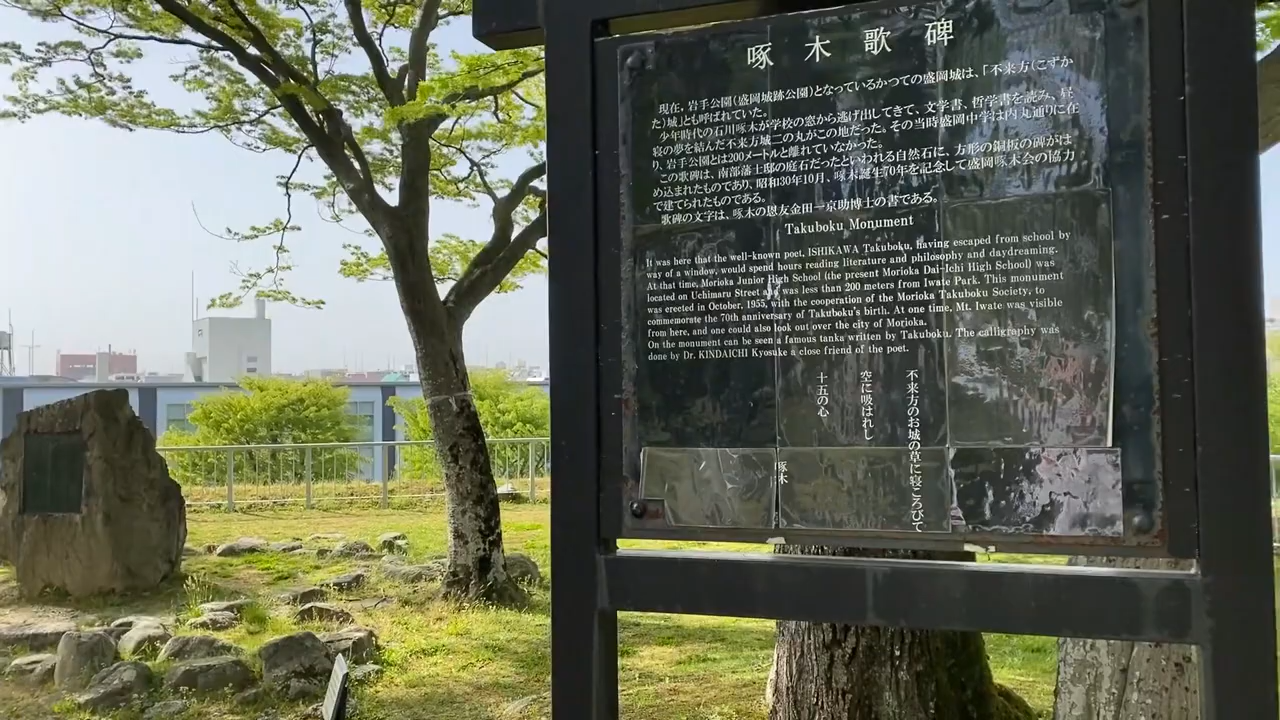 啄木歌碑
現在，岩手公園（盛岡城跡公園）となっているかつての盛岡城は、「不来方（こずか
た）城」とも呼ばれていた。
少年時代の石川啄木が学校の窓から逃げ出してきて、文学書、哲学書を読み、昼
寝の夢を結んだ不来方城二の丸がこの地だった。その当時盛岡中学は内丸通りに在
り、岩手公園とは200メートルと離れていなかった。
この歌碑は、南部藩士邸の庭石だったといわれる自然石に、方形の銅板の碑がは
め込まれたものであり、昭和30年10月、啄木誕生70年を記念して盛岡啄木会の協力
で建てられたものである。
歌碑の文字は、啄木の恩友金田一京助博士の書である。
Takuboku Monument
It was here that the well-known poet, ISHIKAWA Takuboku, having escaped from school by
way of a window, would spend hours reading literature and philosophy and daydreaming.
At that time, Morioka Junior High School (the present Morioka Dai-Ichi High School) was
located on Uchimaru Street and was less than 200 meters from Iwate Park. This monument
was erected in October, 1955, with the cooperation of the Morioka Takuboku Society, to
commemorate the 70th anniversary of Takuboku's birth. At one time, Mt. Iwate was visible
from here, and one could also look out over the city of Morioka.
On the monument can be seen a famous tanka written by Takuboku. The calligraphy was
done by Dr. KINDAICHI Kyosuke a close friend of the poet.
不来方のお城の草に寝ころびて
空に吸はれし
十五の心
啄木